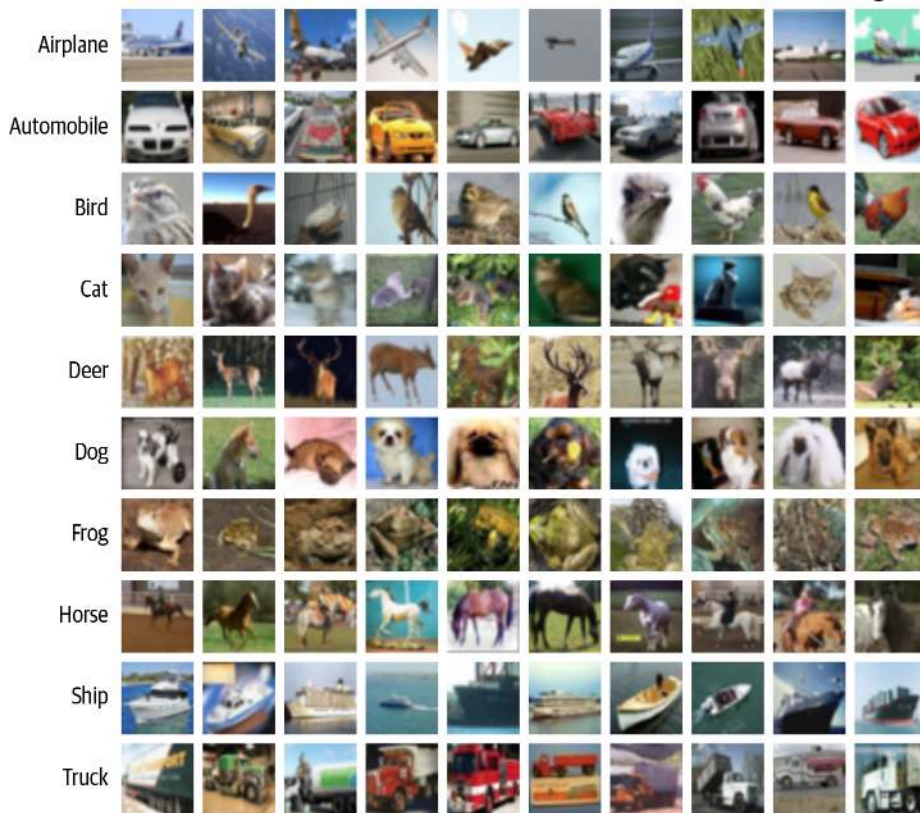 Airplane
Automobile
Bird
Cat
Deer
Dog
Frog
Horse
Ship
Truck